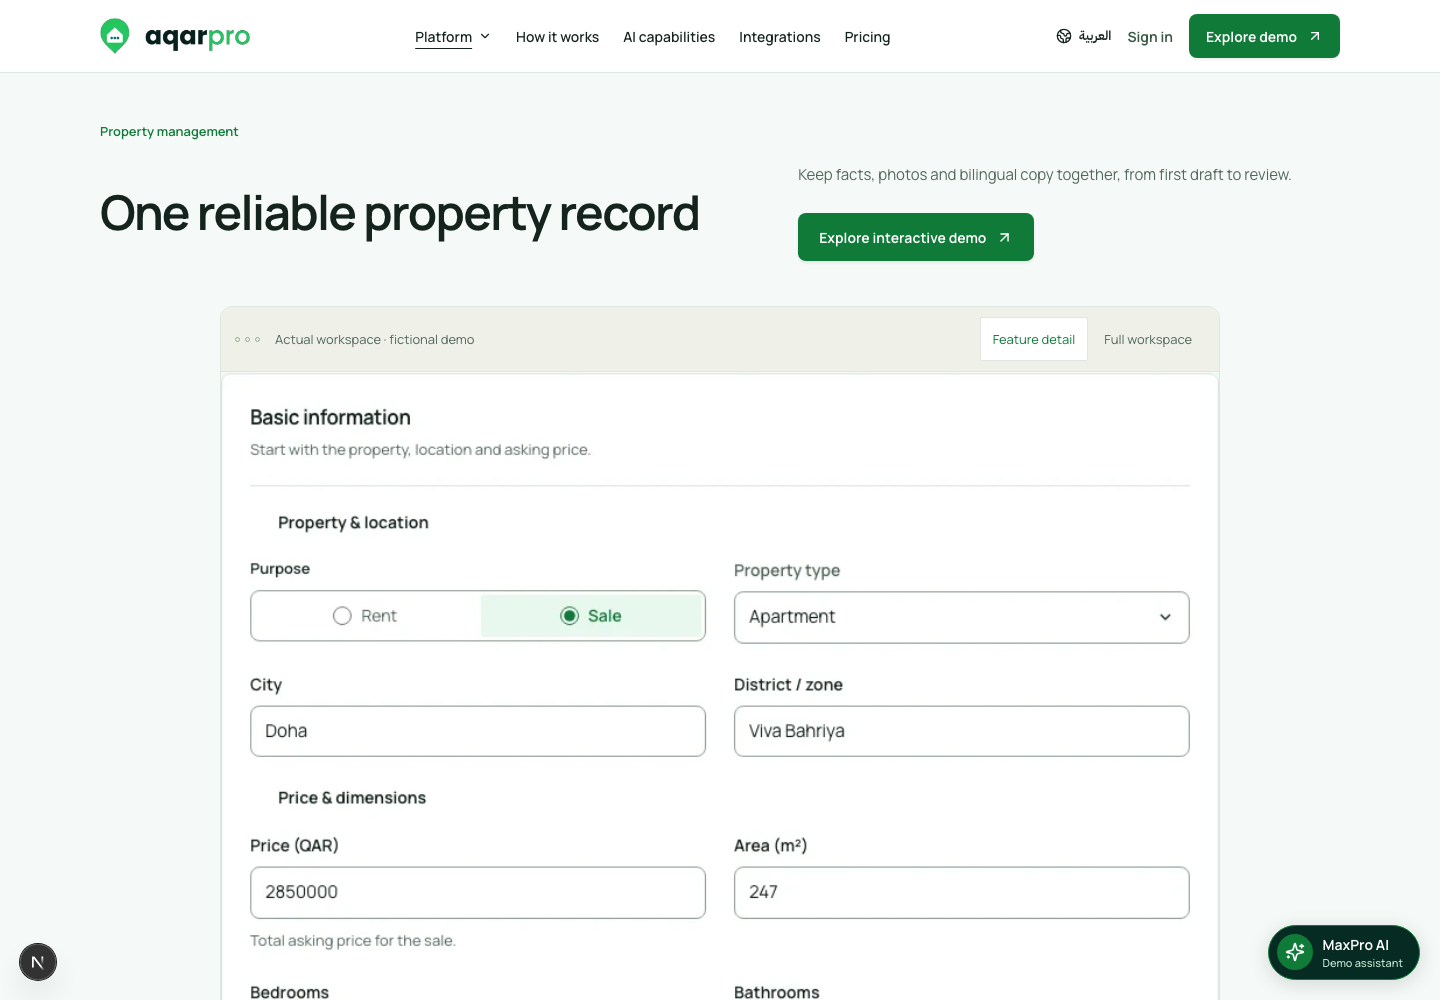 aqarpro
Platform
How it works
AI capabilities
Integrations
Pricing
العربية
Sign in
Explore demo
Property management
One reliable property record
Keep facts, photos and bilingual copy together, from first draft to review.
Explore interactive demo
Actual workspace · fictional demo
Feature detail
Full workspace
Basic information
Start with the property, location and asking price.
Property & location
Purpose
Property type
Rent
Sale
Apartment
City
District / zone
Doha
Viva Bahriya
Price & dimensions
Price (QAR)
Area (m²)
2850000
247
Total asking price for the sale.
Bedrooms
Bathrooms
N
MaxPro AI
Demo assistant